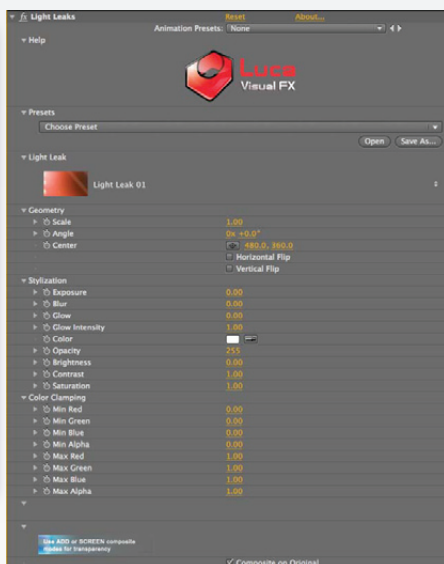 fx Light Leaks Reset About...
Animation Presets: None
Help
Luca
Visual FX
Presets
Choose Preset
Open Save As...
Light Leak
Light Leak 01
Geometry
Scale 1.00
Angle 0x +0.0°
Center 480.0, 360.0
Horizontal Flip
Vertical Flip
Stylization
Exposure 0.00
Blur 0.00
Glow 0.00
Glow Intensity 1.00
Color
Opacity 255
Brightness 0.00
Contrast 1.00
Saturation 1.00
Color Clamping
Min Red 0.00
Min Green 0.00
Min Blue 0.00
Min Alpha 0.00
Max Red 1.00
Max Green 1.00
Max Blue 1.00
Max Alpha 1.00
Use ADD or SCREEN composite
modes for transparency
Composite on Original